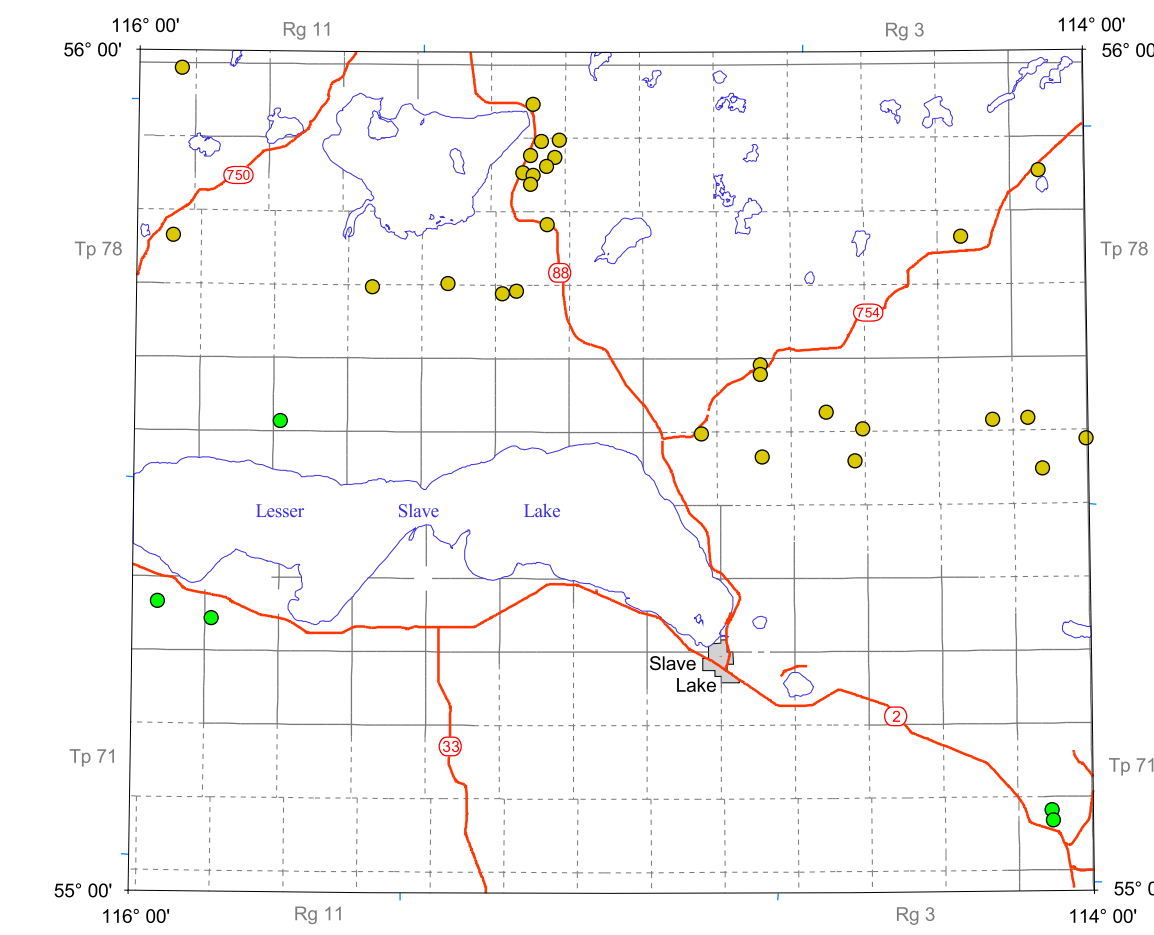 116° 00'
Rg 11
Rg 3
114° 00'
56° 00'
56° 00'
750
Tp 78
Tp 78
88
754
Lesser Slave Lake
Slave
Lake
2
33
Tp 71
Tp 71
55° 00'
55° 0
116° 00'
Rg 11
Rg 3
114° 00'